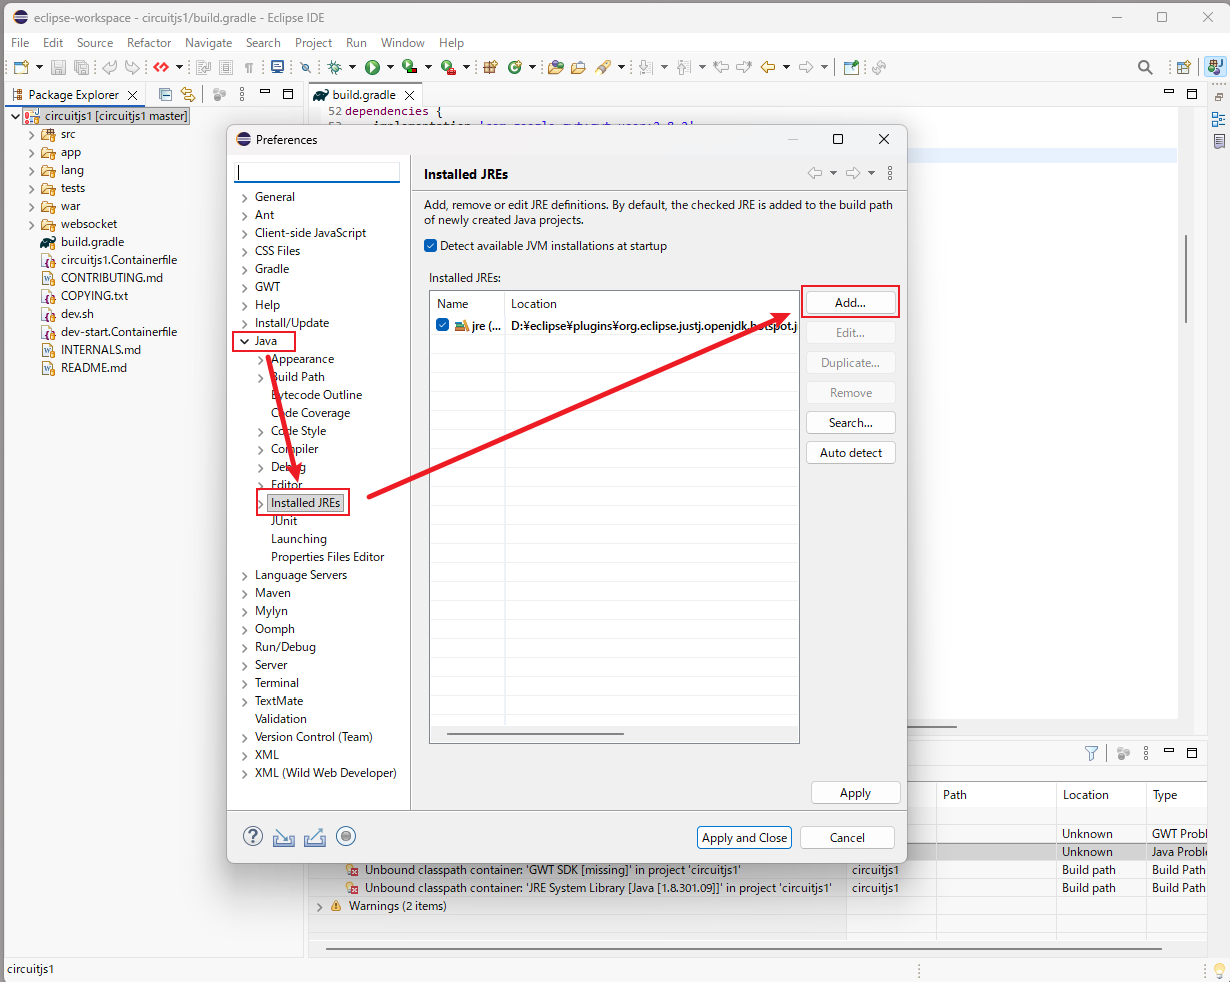 eclipse-workspace - circuitjs1/build.gradle - Eclipse IDE
File Edit Source Refactor Navigate Search Project Run Window Help
Package Explorer
build.gradle
circuitjs1 [circuitjs1 master]
src
app
lang
tests
war
websocket
build.gradle
circuitjs1.Containerfile
CONTRIBUTING.md
COPYING.txt
dev.sh
dev-start.Containerfile
INTERNALS.md
README.md
52 dependencies {
Preferences
General
Ant
Client-side JavaScript
CSS Files
Gradle
GWT
Help
Install/Update
Java
Appearance
Build Path
Bytecode Outline
Code Coverage
Code Style
Compiler
Debug
Editor
Installed JREs
JUnit
Launching
Properties Files Editor
Language Servers
Maven
Mylyn
Oomph
Run/Debug
Server
Terminal
TextMate
Validation
Version Control (Team)
XML
XML (Wild Web Developer)
Installed JREs
Add, remove or edit JRE definitions. By default, the checked JRE is added to the build path
of newly created Java projects.
Detect available JVM installations at startup
Installed JREs:
Name Location
jre (... D:¥eclipse¥plugins¥org.eclipse.justj.openjdk.hotspot.j
Add...
Edit...
Duplicate...
Remove
Search...
Auto detect
Apply
Apply and Close Cancel
Path Location Type
Unknown GWT Probl
Unknown Java Proble
Unbound classpath container: 'GWT SDK [missing]' in project 'circuitjs1' circuitjs1 Build path Build Path
Unbound classpath container: 'JRE System Library [Java [1.8.301.09]]' in project 'circuitjs1' circuitjs1 Build path Build Path
Warnings (2 items)
circuitjs1